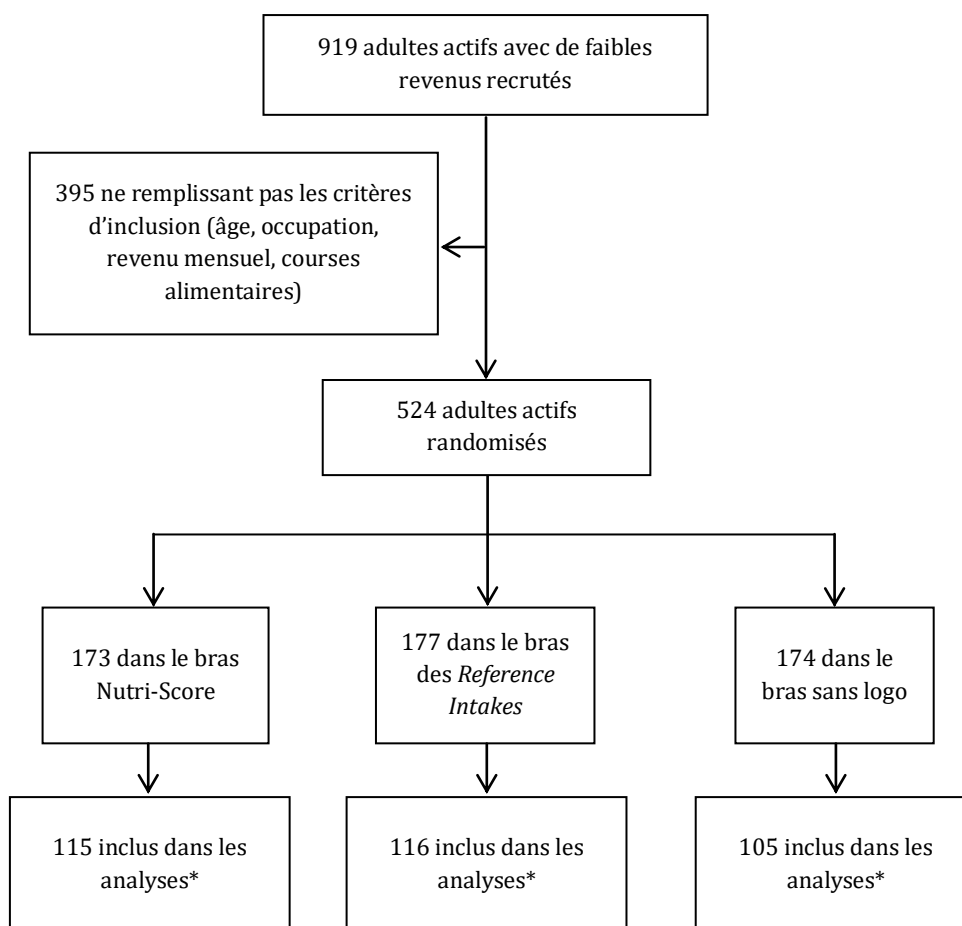 919 adultes actifs avec de faibles
revenus recrutés
395 ne remplissant pas les critères
d’inclusion (âge, occupation,
revenu mensuel, courses
alimentaires)
524 adultes actifs
randomisés
173 dans le bras
Nutri-Score
177 dans le bras
des Reference
Intakes
174 dans le
bras sans logo
115 inclus dans les
analyses*
116 inclus dans les
analyses*
105 inclus dans les
analyses*